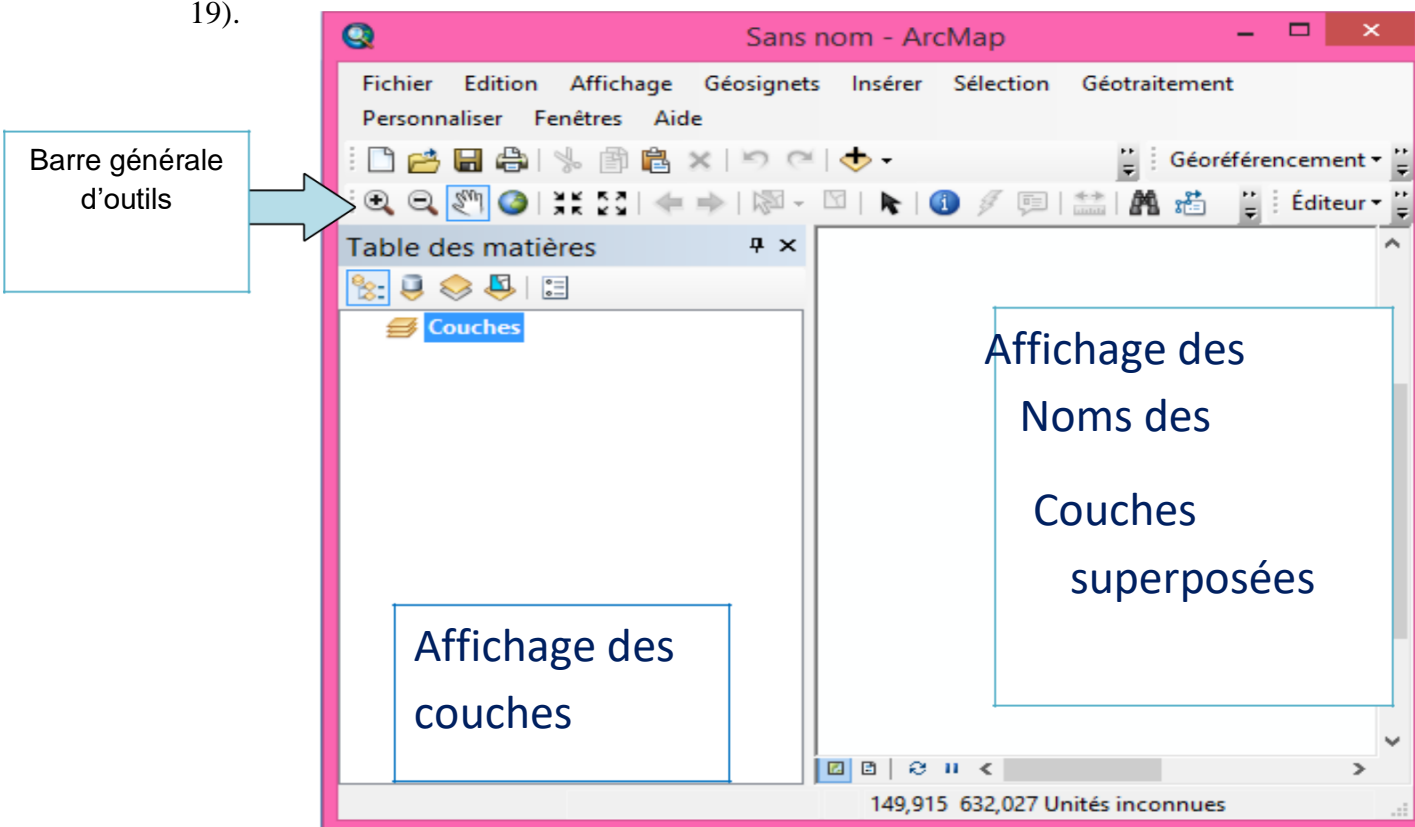 19).
Sans nom - ArcMap
Fichier Edition Affichage Géosignets Insérer Sélection Géotraitement
Personnaliser Fenêtres Aide
Barre générale
d’outils
Géoréférencement
Éditeur
Table des matières
Couches
Affichage des
Noms des
Couches
superposées
Affichage des
couches
149,915 632,027 Unités inconnues